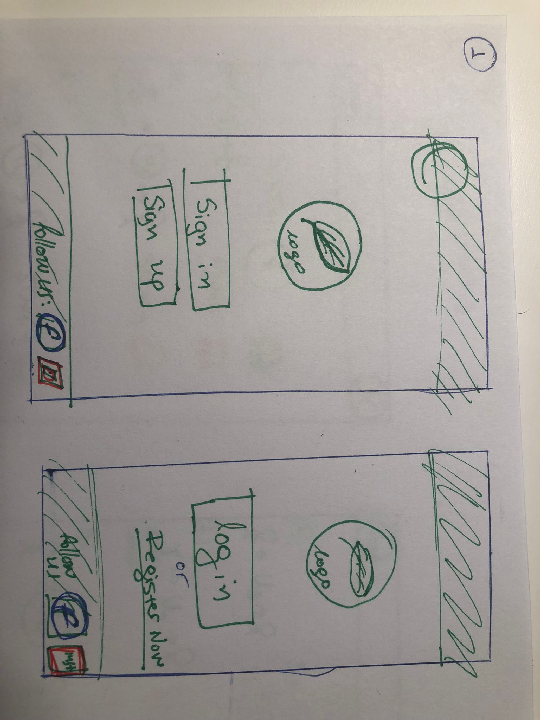 1
Logo
Sign in
Sign up
follow us:
Logo
log in
or
Register Now
follow
us